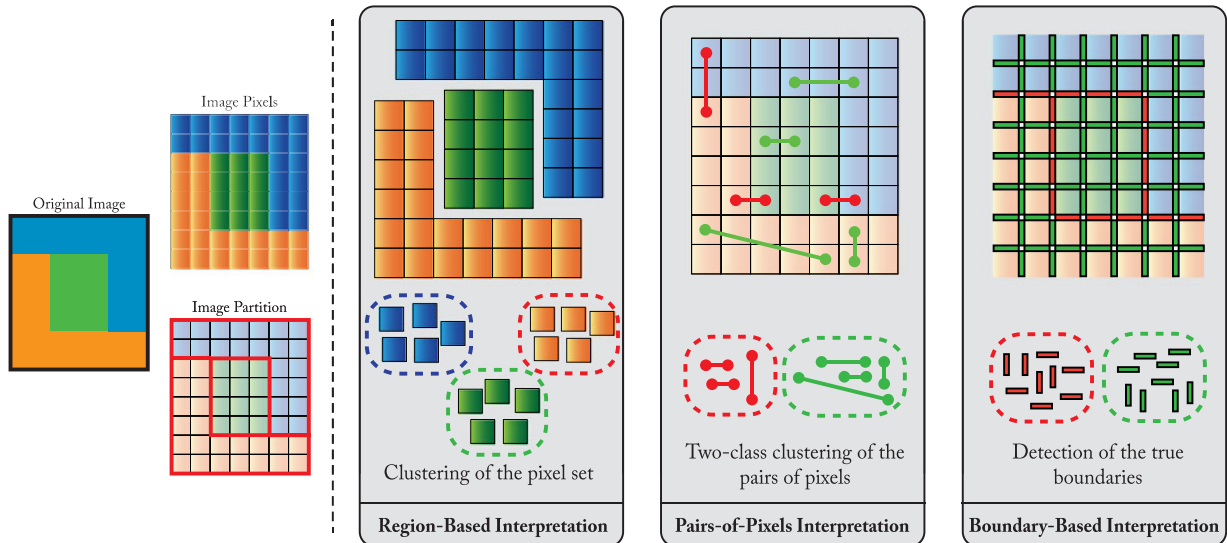 Image Pixels
Original Image
Image Partition
Clustering of the pixel set
Region-Based Interpretation
Two-class clustering of the
pairs of pixels
Pairs-of-Pixels Interpretation
Detection of the true
boundaries
Boundary-Based Interpretation